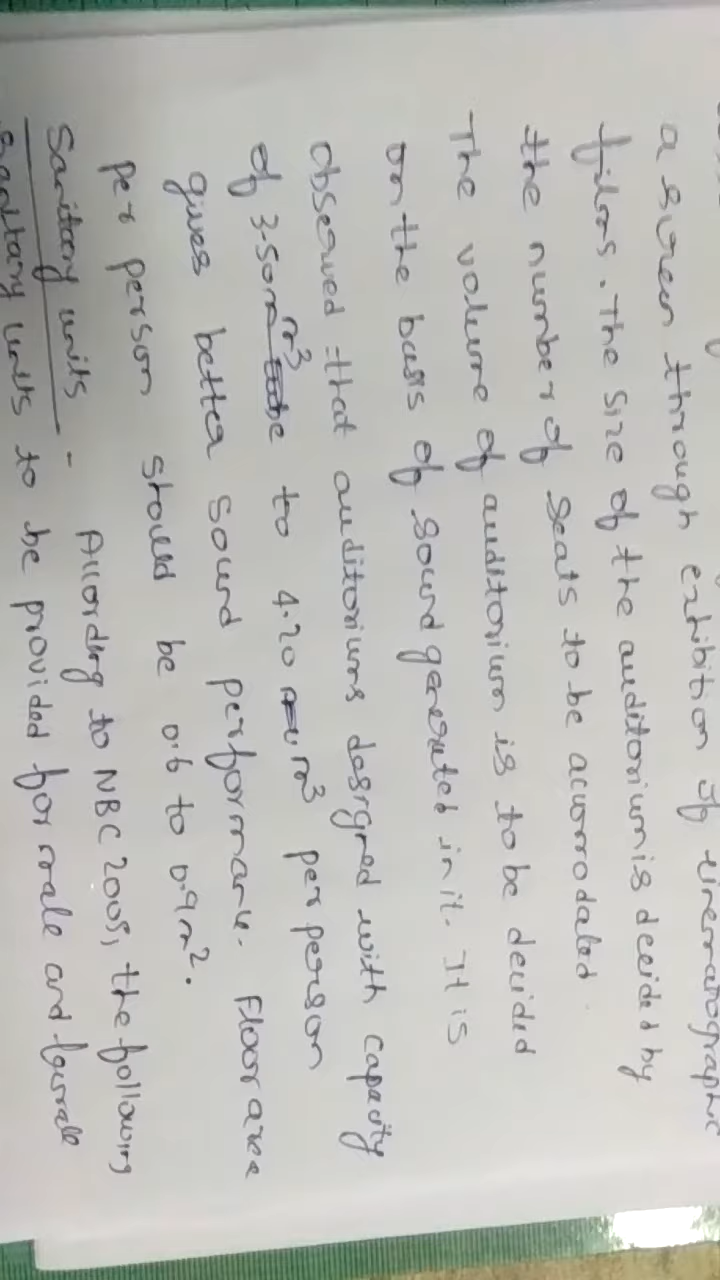 a screen through exhibition of cinematographic
films. The size of the auditorium is decided by
the number of seats to be accomodated.
The volume of auditorium is to be decided
on the basis of sound generated in it. It is
observed that auditoriums designed with capacity
of 3.50 m³ to 4.20 m³ per person
gives better sound performance. Floor area
per person should be 0.6 to 0.9 m².
Sanitary units - According to NBC 2005, the following
Sanitary units to be provided for male and female